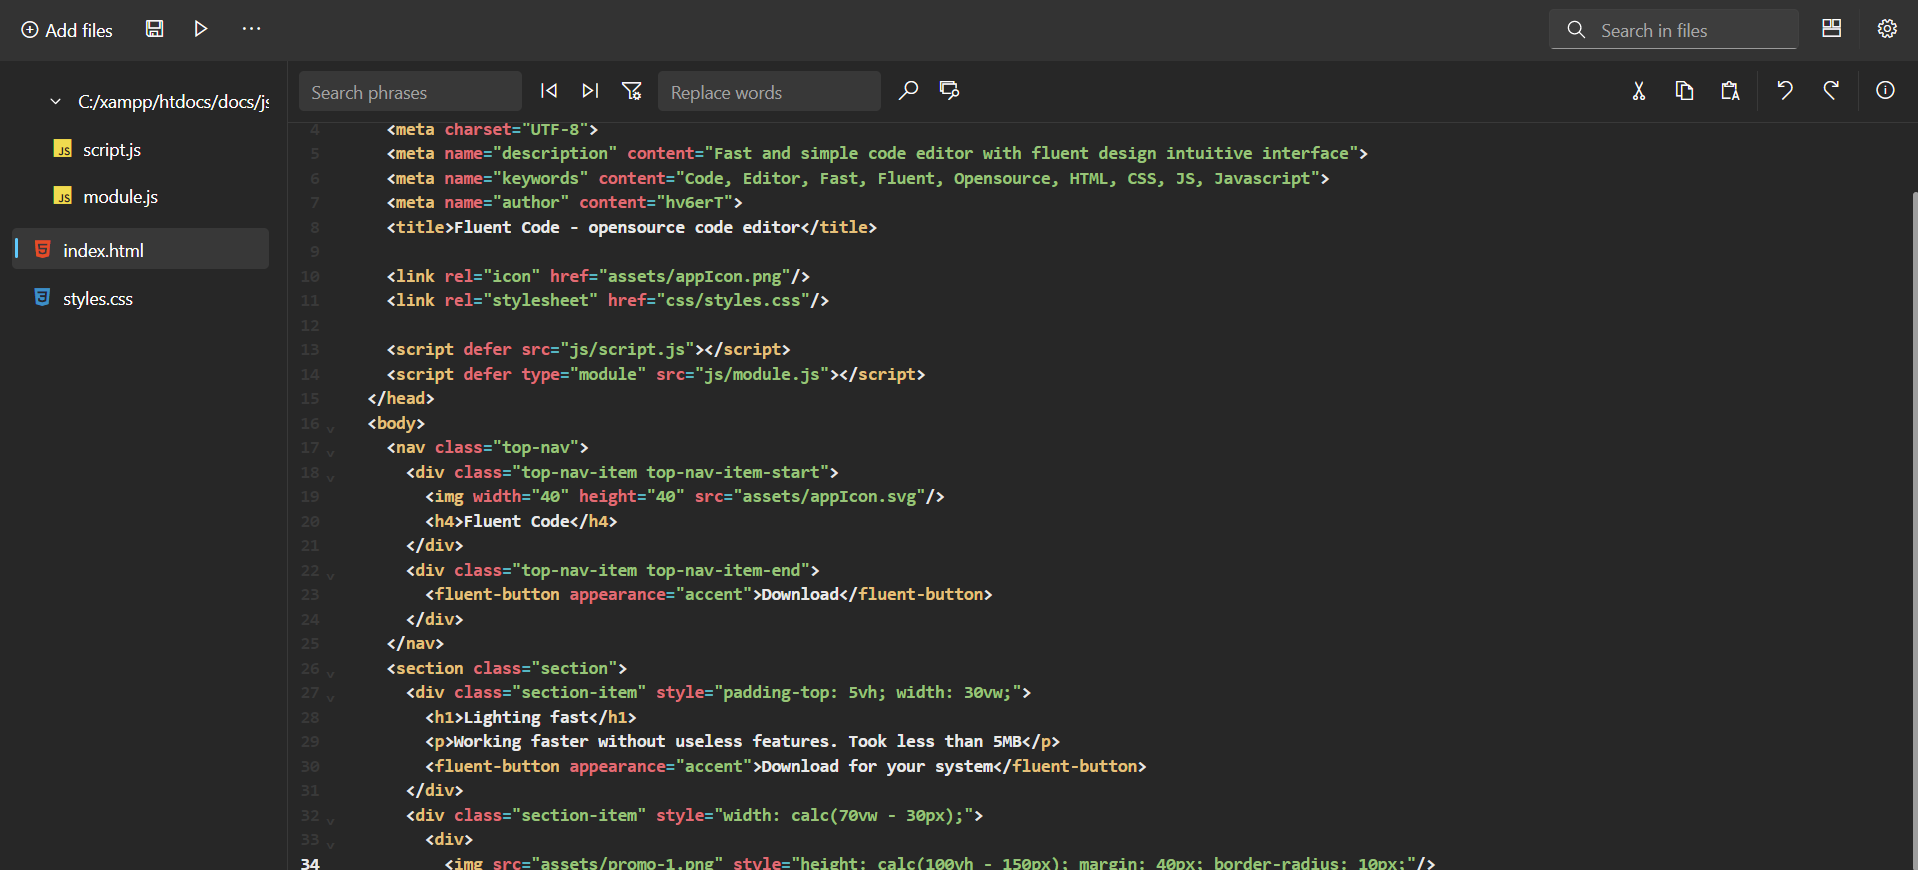 Add files
Search in files
C:/xampp/htdocs/docs/js
script.js
module.js
index.html
styles.css
Search phrases
Replace words
4 <meta charset="UTF-8">
5 <meta name="description" content="Fast and simple code editor with fluent design intuitive interface">
6 <meta name="keywords" content="Code, Editor, Fast, Fluent, Opensource, HTML, CSS, JS, Javascript">
7 <meta name="author" content="hv6erT">
8 <title>Fluent Code - opensource code editor</title>
9
10 <link rel="icon" href="assets/appIcon.png"/>
11 <link rel="stylesheet" href="css/styles.css"/>
12
13 <script defer src="js/script.js"></script>
14 <script defer type="module" src="js/module.js"></script>
15 </head>
16 <body>
17 <nav class="top-nav">
18 <div class="top-nav-item top-nav-item-start">
19 <img width="40" height="40" src="assets/appIcon.svg"/>
20 <h4>Fluent Code</h4>
21 </div>
22 <div class="top-nav-item top-nav-item-end">
23 <fluent-button appearance="accent">Download</fluent-button>
24 </div>
25 </nav>
26 <section class="section">
27 <div class="section-item" style="padding-top: 5vh; width: 30vw;">
28 <h1>Lighting fast</h1>
29 <p>Working faster without useless features. Took less than 5MB</p>
30 <fluent-button appearance="accent">Download for your system</fluent-button>
31 </div>
32 <div class="section-item" style="width: calc(70vw - 30px);">
33 <div>
34 <img src="assets/promo-1.png" style="height: calc(100vh - 150px); margin: 40px; border-radius: 10px;"/>